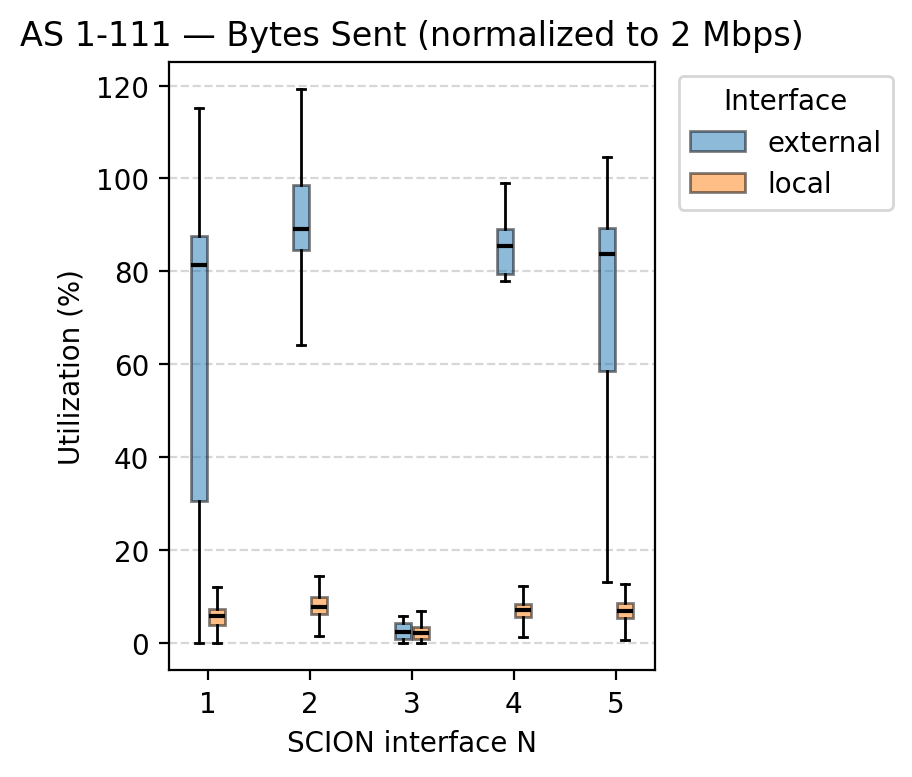 AS 1-111 — Bytes Sent (normalized to 2 Mbps)
Interface
external
local
Utilization (%)
120
100
80
60
40
20
0
1 2 3 4 5
SCION interface N